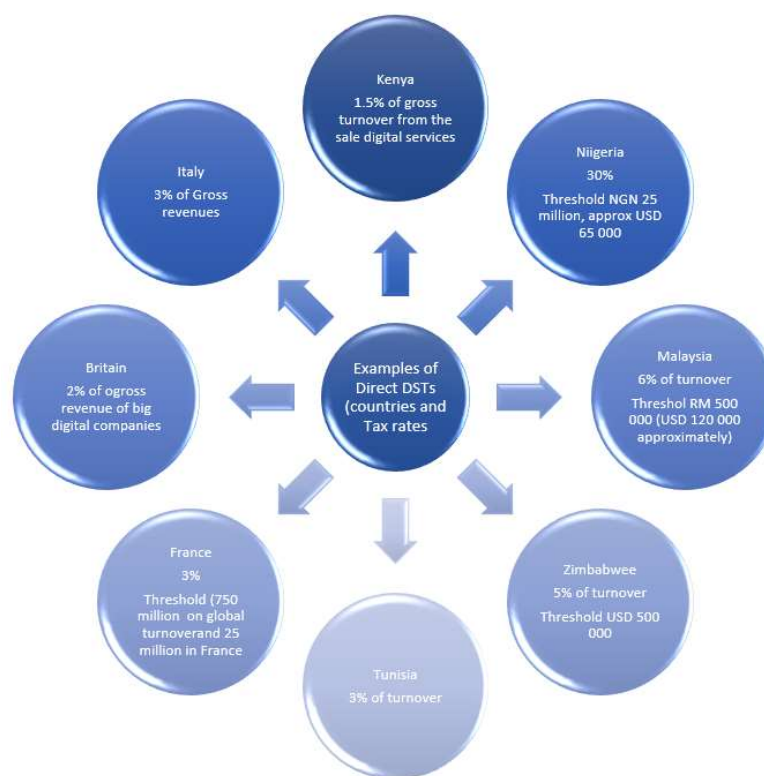 Kenya
1.5% of gross
turnover from the
sale digital services
Niigeria
30%
Threshold NGN 25
million, approx USD
65 000
Malaysia
6% of turnover
Threshol RM 500
000 (USD 120 000
approximately)
Zimbabwee
5% of turnover
Threshold USD 500
000
Tunisia
3% of turnover
France
3%
Threshold (750
million on global
turnoverand 25
million in France
Britain
2% of ogross
revenue of big
digital companies
Italy
3% of Gross
revenues
Examples of
Direct DSTs
(countries and
Tax rates